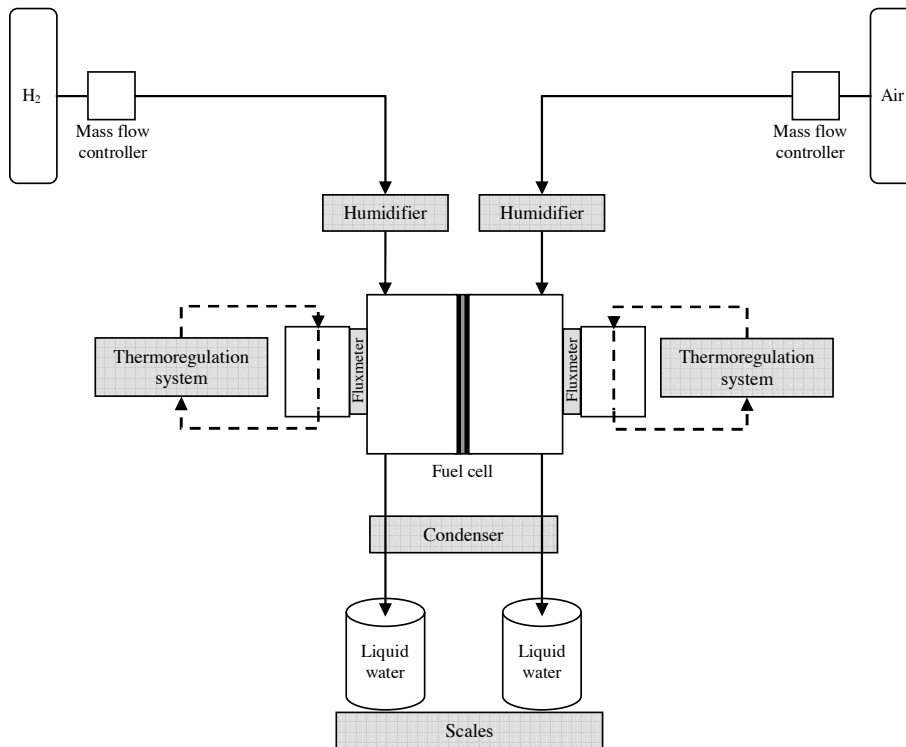 H₂
Air
Mass flow
controller
Mass flow
controller
Humidifier
Humidifier
Thermoregulation
system
Fluxmeter
Fluxmeter
Thermoregulation
system
Fuel cell
Condenser
Liquid
water
Liquid
water
Scales